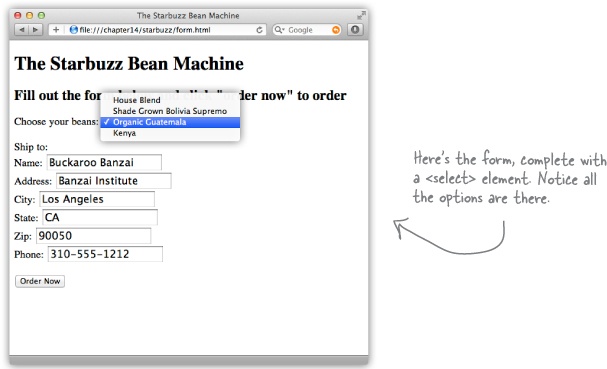 The Starbuzz Bean Machine
file:///chapter14/starbuzz/form.html
Google
The Starbuzz Bean Machine
Fill out the for "order now" to order
House Blend
Shade Grown Bolivia Supremo
Choose your beans: ✓ Organic Guatemala
Kenya
Ship to:
Name: Buckaroo Banzai
Address: Banzai Institute
City: Los Angeles
State: CA
Zip: 90050
Phone: 310-555-1212
Order Now
Here's the form, complete with
a <select> element. Notice all
the options are there.